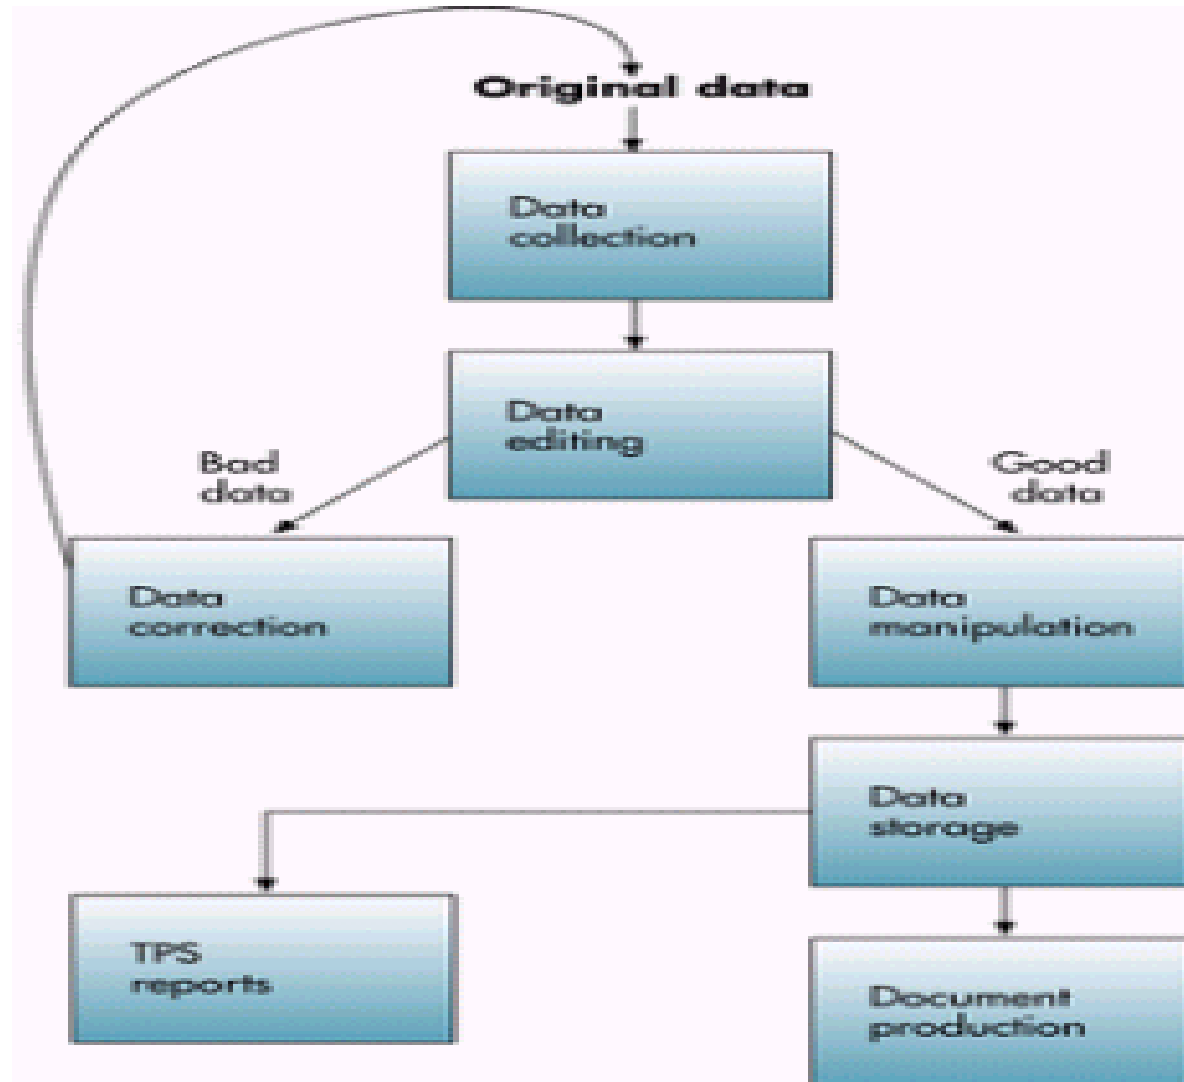 Original data
Data
collection
Data
editing
Bad
data
Good
data
Data
correction
Data
manipulation
Data
storage
TPS
reports
Document
production